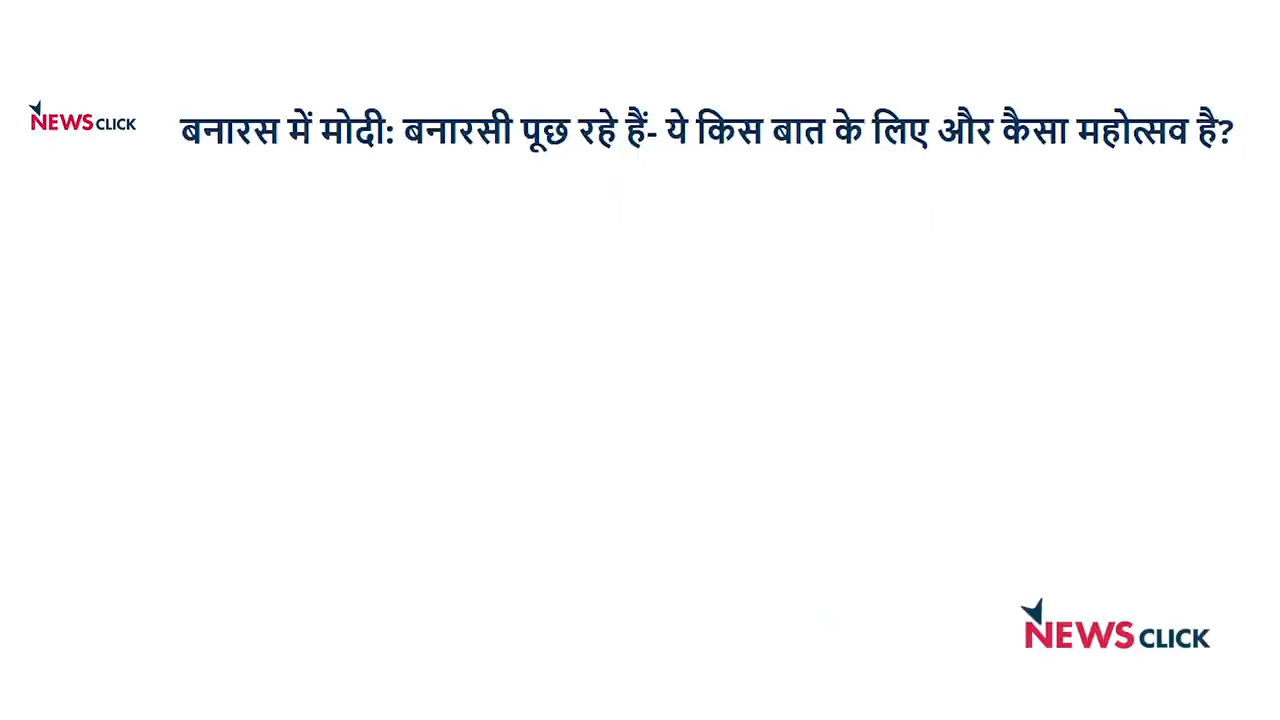 NEWS CLICK
बनारस में मोदी: बनारसी पूछ रहे हैं- ये किस बात के लिए और कैसा महोत्सव है?
NEWS CLICK